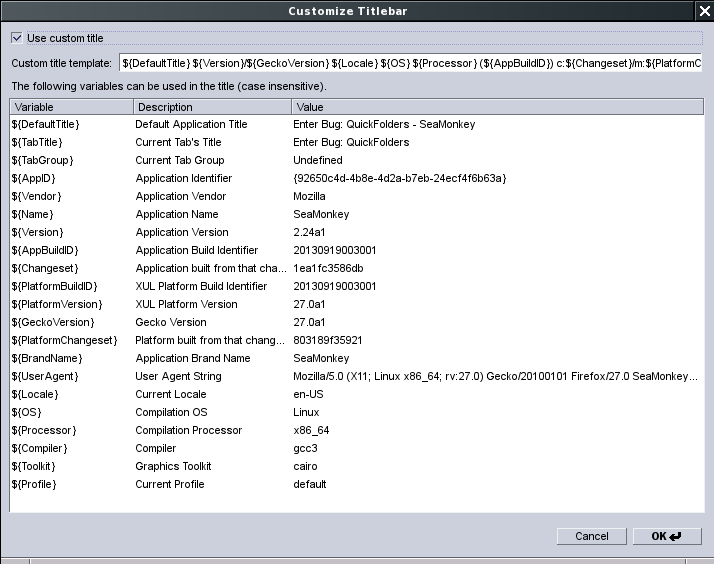 Customize Titlebar
Use custom title
Custom title template: ${DefaultTitle} ${Version}/${GeckoVersion} ${Locale} ${OS} ${Processor} (${AppBuildID}) c:${Changeset}/m:${PlatformC
The following variables can be used in the title (case insensitive).
Variable Description Value
${DefaultTitle} Default Application Title Enter Bug: QuickFolders - SeaMonkey
${TabTitle} Current Tab's Title Enter Bug: QuickFolders
${TabGroup} Current Tab Group Undefined
${AppID} Application Identifier {92650c4d-4b8e-4d2a-b7eb-24ecf4f6b63a}
${Vendor} Application Vendor Mozilla
${Name} Application Name SeaMonkey
${Version} Application Version 2.24a1
${AppBuildID} Application Build Identifier 20130919003001
${Changeset} Application built from that cha... 1ea1fc3586db
${PlatformBuildID} XUL Platform Build Identifier 20130919003001
${PlatformVersion} XUL Platform Version 27.0a1
${GeckoVersion} Gecko Version 27.0a1
${PlatformChangeset} Platform built from that chang... 803189f35921
${BrandName} Application Brand Name SeaMonkey
${UserAgent} User Agent String Mozilla/5.0 (X11; Linux x86_64; rv:27.0) Gecko/20100101 Firefox/27.0 SeaMonkey...
${Locale} Current Locale en-US
${OS} Compilation OS Linux
${Processor} Compilation Processor x86_64
${Compiler} Compiler gcc3
${Toolkit} Graphics Toolkit cairo
${Profile} Current Profile default
Cancel OK